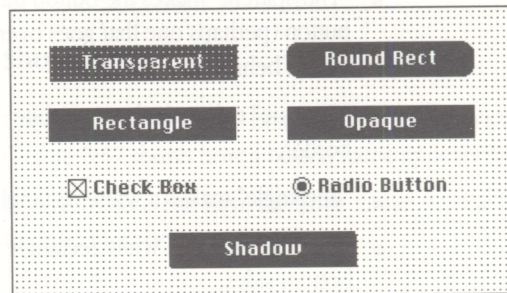 Transparent
Round Rect
Rectangle
Opaque
Check Box
Radio Button
Shadow